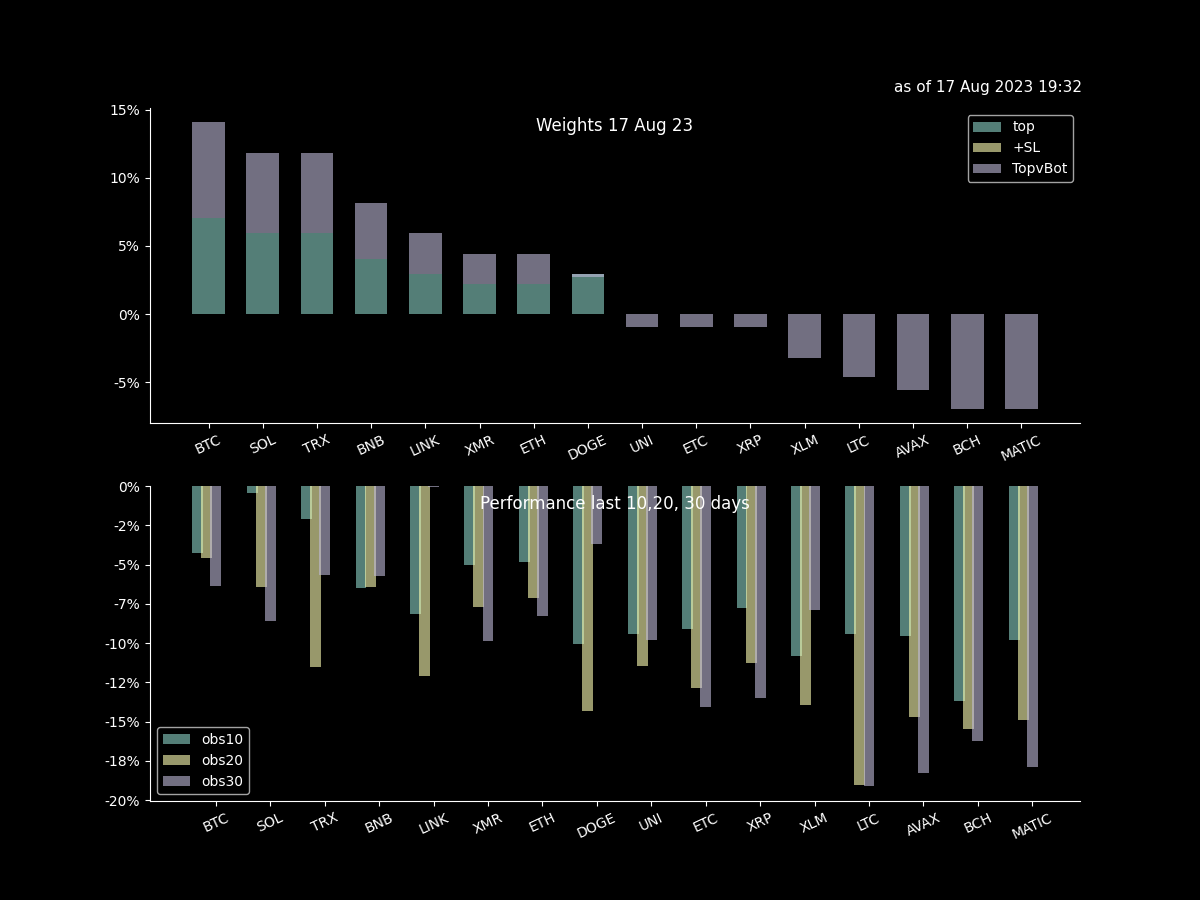 as of 17 Aug 2023 19:32
Weights 17 Aug 23
top
+SL
TopvBot
15%
10%
5%
0%
-5%
BTC SOL TRX BNB LINK XMR ETH DOGE UNI ETC XRP XLM LTC AVAX BCH MATIC
Performance last 10,20, 30 days
0%
-2%
-5%
-7%
-10%
-12%
-15%
-18%
-20%
obs10
obs20
obs30
BTC SOL TRX BNB LINK XMR ETH DOGE UNI ETC XRP XLM LTC AVAX BCH MATIC